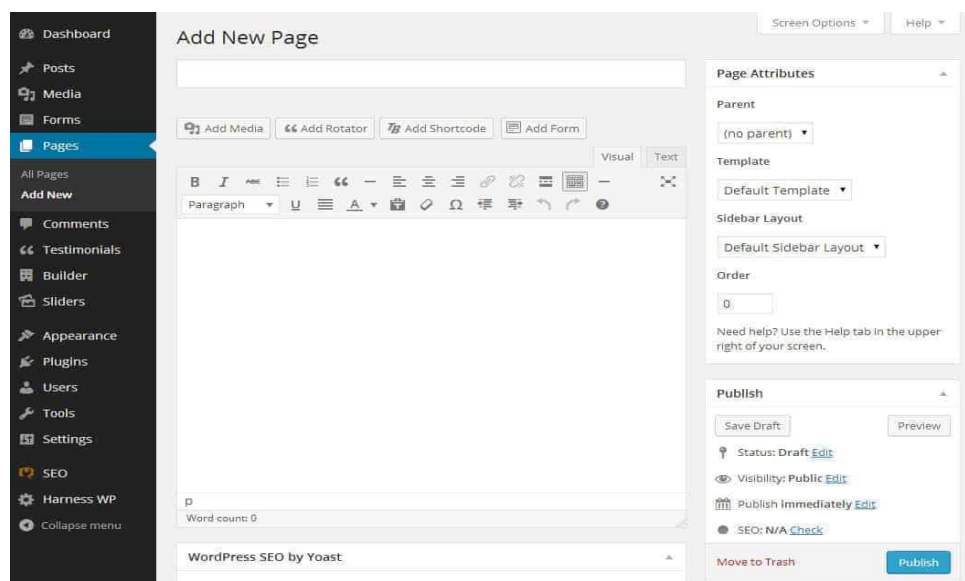 Dashboard
Posts
Media
Forms
Pages
All Pages
Add New
Comments
Testimonials
Builder
Sliders
Appearance
Plugins
Users
Tools
Settings
SEO
Harness WP
Collapse menu
Screen Options Help
Add New Page
Add Media Add Rotator Add Shortcode Add Form
Visual Text
B I ABC
Paragraph U A Ω
p
Word count: 0
WordPress SEO by Yoast
Page Attributes
Parent
(no parent)
Template
Default Template
Sidebar Layout
Default Sidebar Layout
Order
0
Need help? Use the Help tab in the upper
right of your screen.
Publish
Save Draft Preview
Status: Draft Edit
Visibility: Public Edit
Publish immediately Edit
SEO: N/A Check
Move to Trash Publish